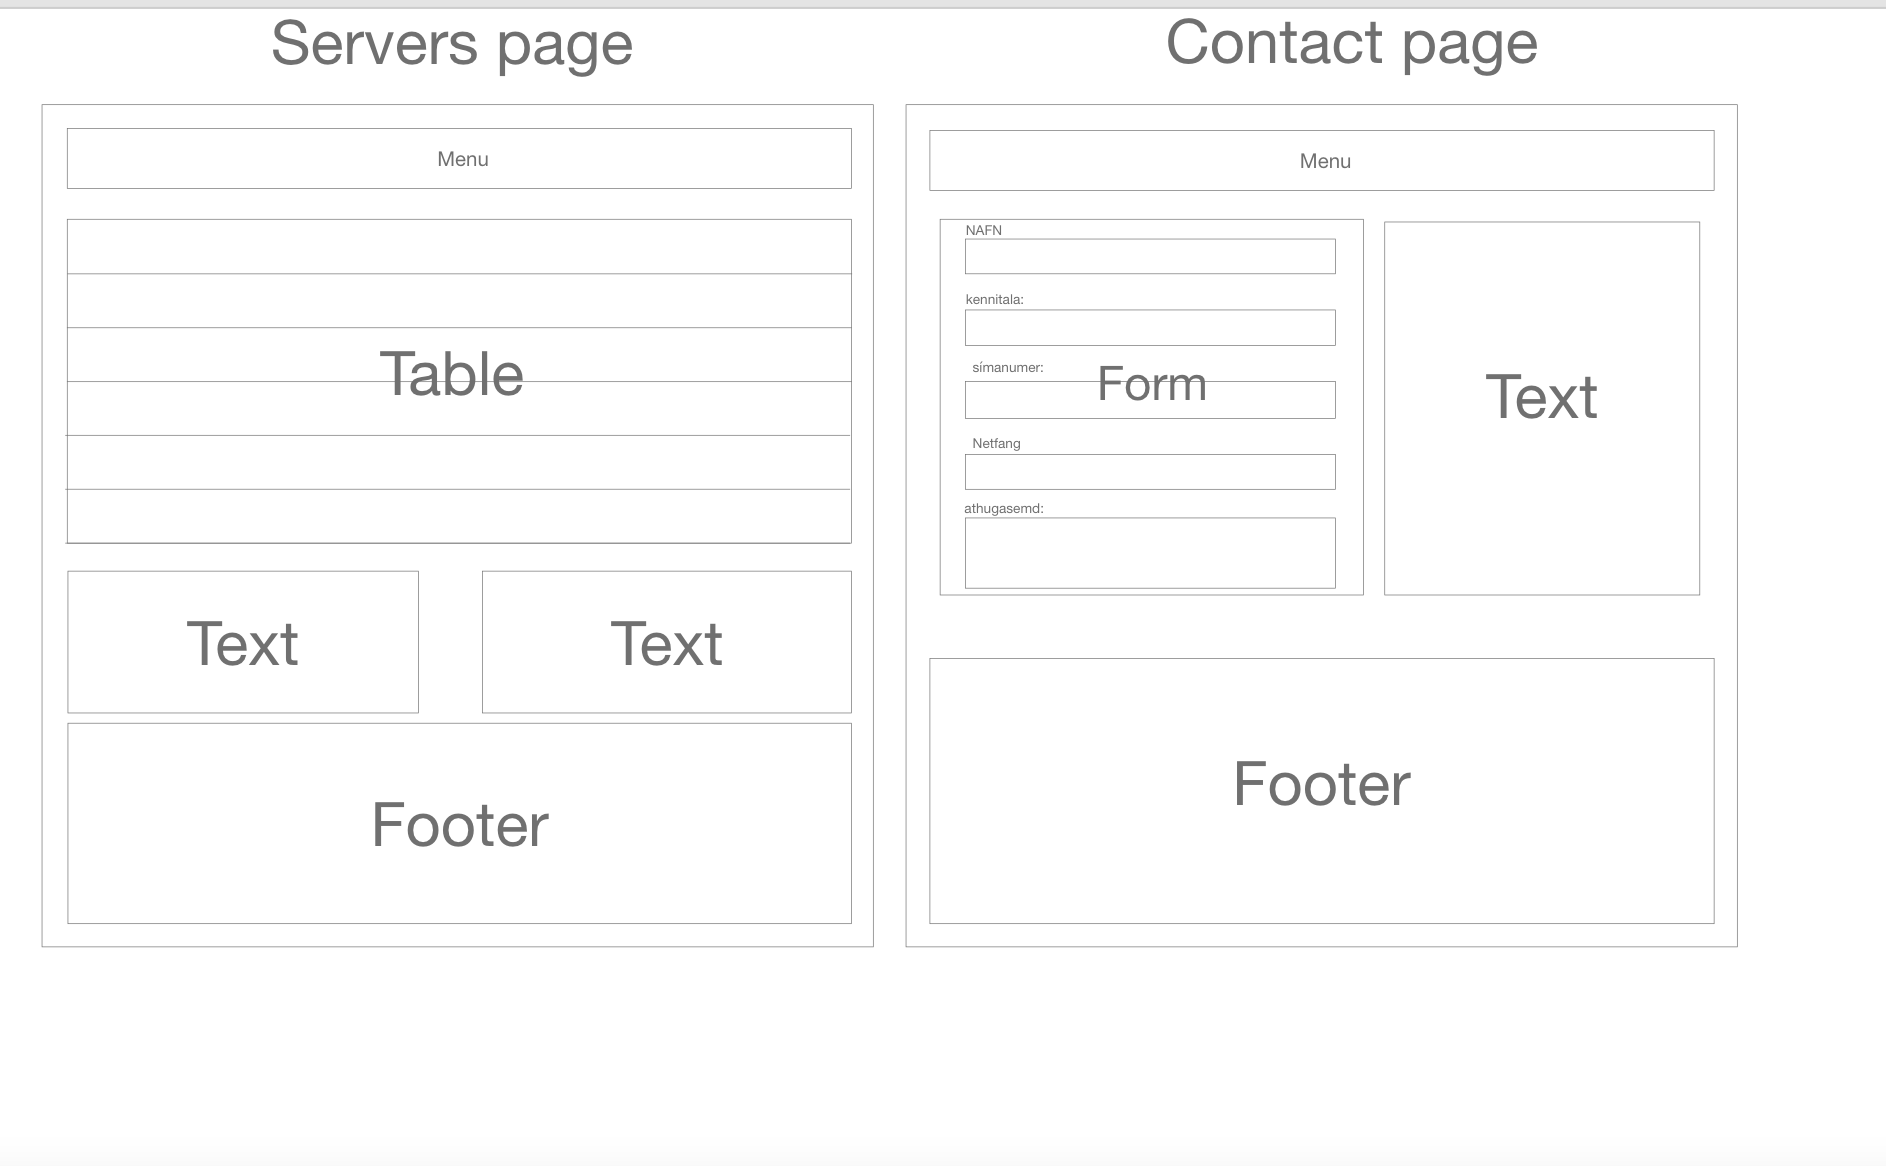 Servers page
Menu
Table
Text
Text
Footer
Contact page
Menu
NAFN
kennitala:
símanumer:
Form
Netfang
athugasemd:
Text
Footer